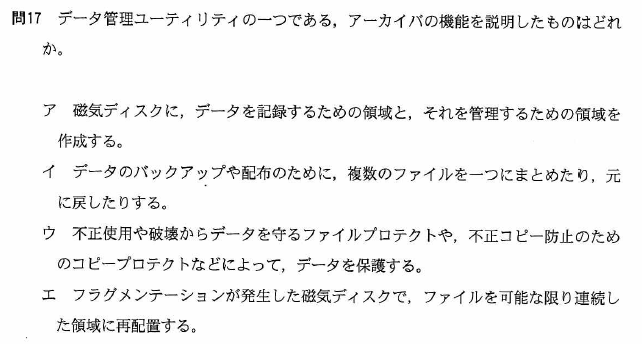 問17 データ管理ユーティリティの一つである，アーカイバの機能を説明したものはどれ
か。
ア 磁気ディスクに，データを記録するための領域と，それを管理するための領域を
作成する。
イ データのバックアップや配布のために，複数のファイルを一つにまとめたり，元
に戻したりする。
ウ 不正使用や破壊からデータを守るファイルプロテクトや，不正コピー防止のため
のコピープロテクトなどによって，データを保護する。
エ フラグメンテーションが発生した磁気ディスクで，ファイルを可能な限り連続し
た領域に再配置する。